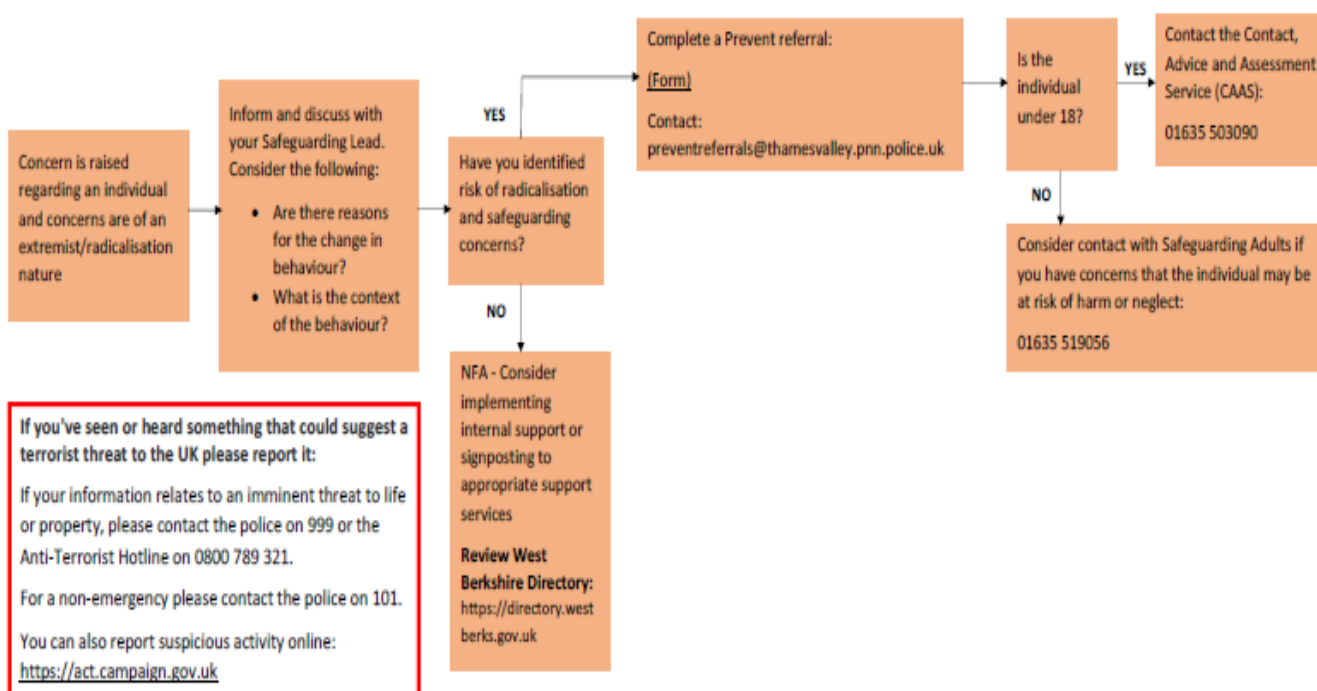 Concern is raised
regarding an individual
and concerns are of an
extremist/radicalisation
nature
Inform and discuss with
your Safeguarding Lead.
Consider the following:
• Are there reasons
for the change in
behaviour?
• What is the context
of the behaviour?
YES
Have you identified
risk of radicalisation
and safeguarding
concerns?
NO
NFA - Consider
implementing
internal support or
signposting to
appropriate support
services
Review West
Berkshire Directory:
https://directory.west
berks.gov.uk
Complete a Prevent referral:
(Form)
Contact:
preventreferrals@thamesvalley.pnn.police.uk
Is the
individual
under 18?
YES
Contact the Contact,
Advice and Assessment
Service (CAAS):
01635 503090
NO
Consider contact with Safeguarding Adults if
you have concerns that the individual may be
at risk of harm or neglect:
01635 519056
If you've seen or heard something that could suggest a
terrorist threat to the UK please report it:
If your information relates to an imminent threat to life
or property, please contact the police on 999 or the
Anti-Terrorist Hotline on 0800 789 321.
For a non-emergency please contact the police on 101.
You can also report suspicious activity online:
https://act.campaign.gov.uk